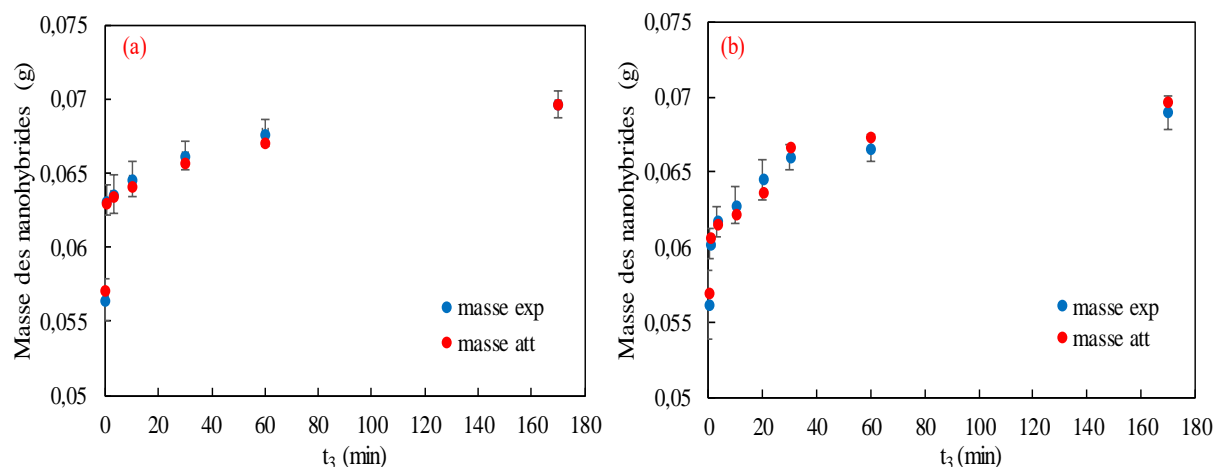 (a)
Masse des nanohybrides (g)
0,075
0,07
0,065
0,06
0,055
0,05
0 20 40 60 80 100 120 140 160 180
t₃ (min)
masse exp
masse att
(b)
Masse des nanohybrides (g)
0,075
0,07
0,065
0,06
0,055
0,05
0 20 40 60 80 100 120 140 160 180
t₃ (min)
masse exp
masse att